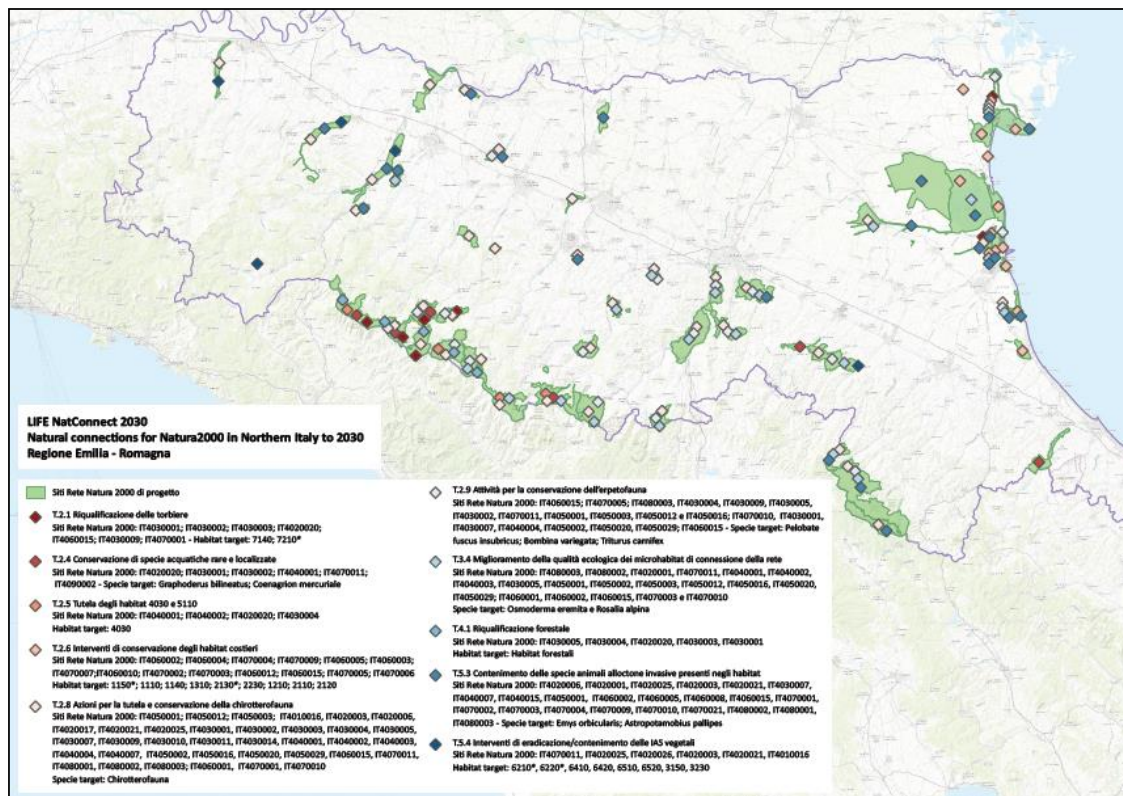 LIFE NatConnect 2030
Natural connections for Natura2000 in Northern Italy to 2030
Regione Emilia - Romagna
Siti Rete Natura 2000 di progetto
T.2.1 Riqualificazione delle torbiere
Siti Rete Natura 2000: IT4030001; IT4030002; IT4030003; IT4020020;
IT4060015; IT4030009; IT4070001 - Habitat target: 7140; 7210*
T.2.4 Conservazione di specie acquatiche rare e localizzate
Siti Rete Natura 2000: IT4020020; IT4030001; IT4030002; IT4040001; IT4070011;
IT4090002 - Specie target: Graphoderus bilineatus; Coenagrion mercuriale
T.2.5 Tutela degli habitat 4030 e 5110
Siti Rete Natura 2000: IT4040001; IT4040002; IT4020020; IT4030004
Habitat target: 4030
T.2.6 Interventi di conservazione degli habitat costieri
Siti Rete Natura 2000: IT4060002; IT4060004; IT4070004; IT4070009; IT4060005; IT4060003;
IT4070007;IT4060010; IT4070002; IT4070003; IT4060012; IT4060015; IT4070005; IT4070006
Habitat target: 1150*; 1110; 1140; 1310; 2130*; 2230; 1210; 2110; 2120
T.2.8 Azioni per la tutela e conservazione della chirotterofauna
Siti Rete Natura 2000: IT4050001; IT4050012; IT4050003; IT4010016, IT4020003, IT4020006,
IT4020017, IT4020021, IT4020025, IT4030001, IT4030002, IT4030003, IT4030004, IT4030005,
IT4030007, IT4030009, IT4030010, IT4030011, IT4030014, IT4040001, IT4040002, IT4040003,
IT4040004, IT4040007, IT4050002, IT4050016, IT4050020, IT4050029, IT4060015, IT4070011,
IT4080001, IT4080002, IT4080003; IT4060001, IT4070001, IT4070010
Specie target: Chirotterofauna
T.2.9 Attività per la conservazione dell'erpetofauna
Siti Rete Natura 2000: IT4060015; IT4070005; IT4080003, IT4030004, IT4030009, IT4030005,
IT4030002, IT4070011, IT4050001, IT4050003, IT4050012 e IT4050016; IT4070010, IT4030001,
IT4030007, IT4040004, IT4050002, IT4050020, IT4050029; IT4060015 - Specie target: Pelobate
fuscus insubricus; Bombina variegata; Triturus carnifex
T.3.4 Miglioramento della qualità ecologica dei microhabitat di connessione della rete
Siti Rete Natura 2000: IT4080003, IT4080002, IT4020001, IT4070011, IT4040001, IT4040002,
IT4040003, IT4030005, IT4050001, IT4050002, IT4050003, IT4050012, IT4050016, IT4050020,
IT4050029; IT4060001, IT4060002, IT4060015, IT4070003 e IT4070010
Specie target: Osmoderma eremita e Rosalia alpina
T.4.1 Riqualificazione forestale
Siti Rete Natura 2000: IT4030005, IT4030004, IT4020020, IT4030003, IT4030001
Habitat target: Habitat forestali
T.5.3 Contenimento delle specie animali alloctone invasive presenti negli habitat
Siti Rete Natura 2000: IT4020006, IT4020001, IT4020025, IT4020003, IT4020021, IT4030007,
IT4040007, IT4040015, IT4050001, IT4060002, IT4060005, IT4060008, IT4060015, IT4070001,
IT4070002, IT4070003, IT4070004, IT4070009, IT4070010, IT4070021, IT4080002, IT4080001,
IT4080003 - Specie target: Emys orbicularis; Astropotamobius pallipes
T.5.4 Interventi di eradicazione/contenimento delle IAS vegetali
Siti Rete Natura 2000: IT4070011, IT4020025, IT4020026, IT4020003, IT4020021, IT4010016
Habitat target: 6210*, 6220*, 6410, 6420, 6510, 6520, 3150, 3230